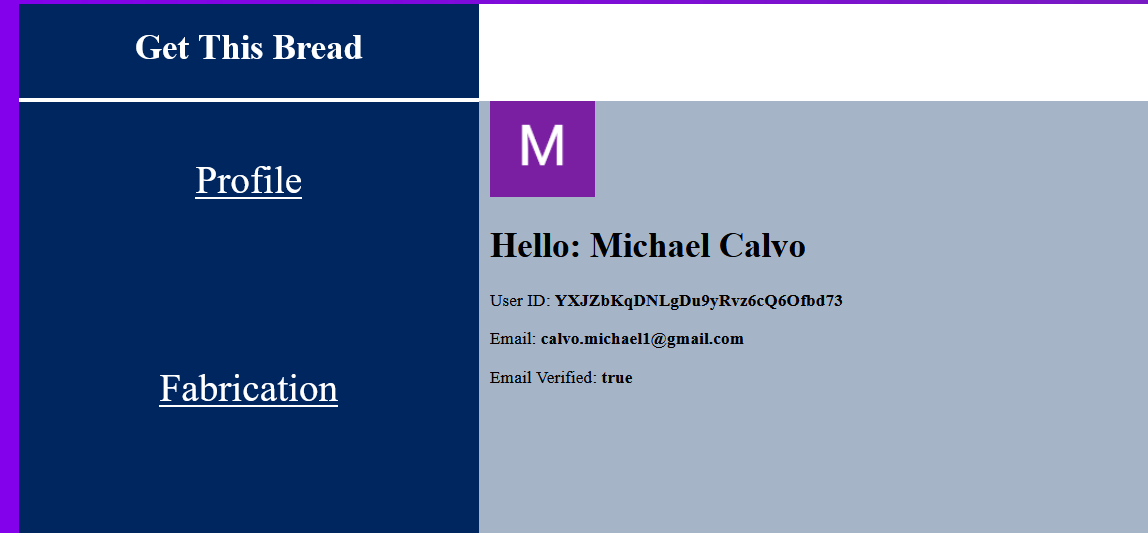 Get This Bread
Profile
Fabrication
M
Hello: Michael Calvo
User ID: YXJZbKqDNLgDu9yRvz6cQ6Ofbd73
Email: calvo.michael1@gmail.com
Email Verified: true